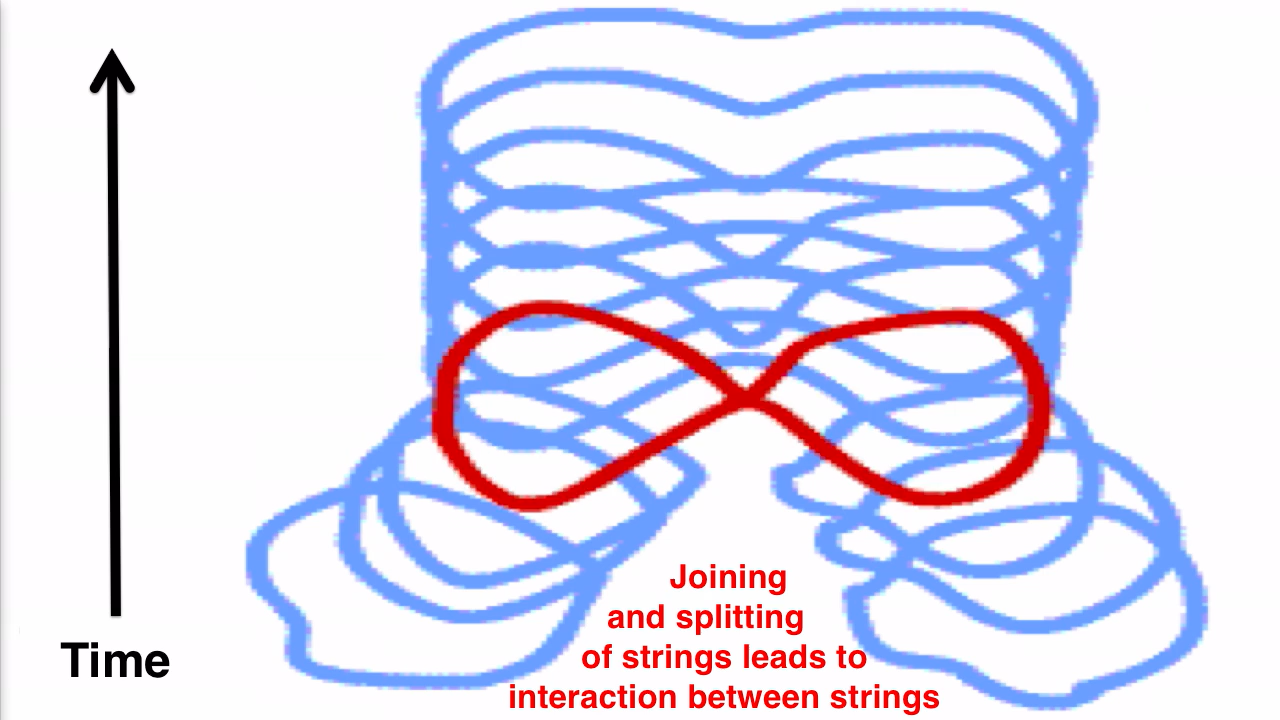 Time
Joining
and splitting
of strings leads to
interaction between strings